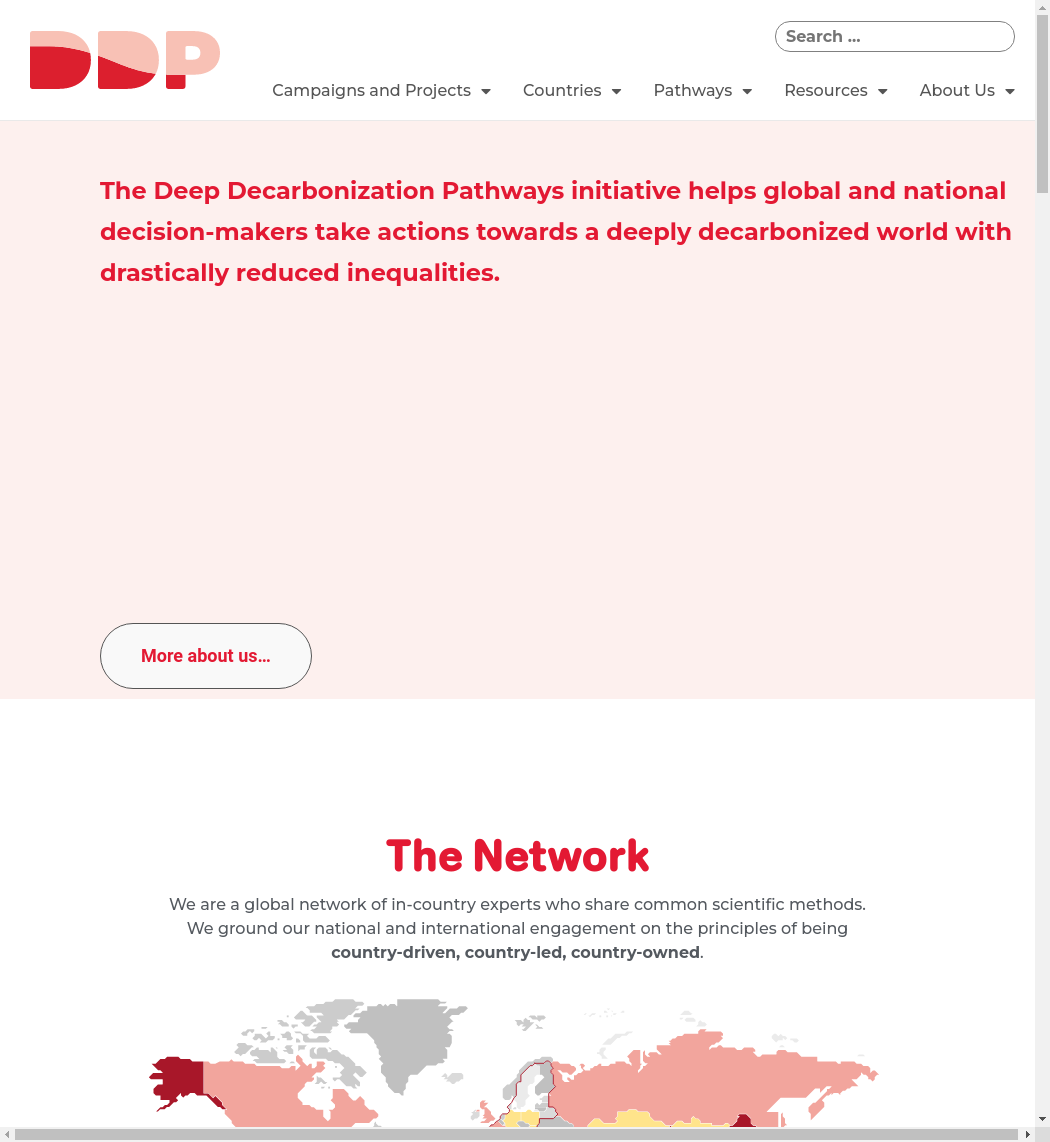 DDP
Search ...
Campaigns and Projects
Countries
Pathways
Resources
About Us
The Deep Decarbonization Pathways initiative helps global and national
decision-makers take actions towards a deeply decarbonized world with
drastically reduced inequalities.
More about us...
The Network
We are a global network of in-country experts who share common scientific methods.
We ground our national and international engagement on the principles of being
country-driven, country-led, country-owned.